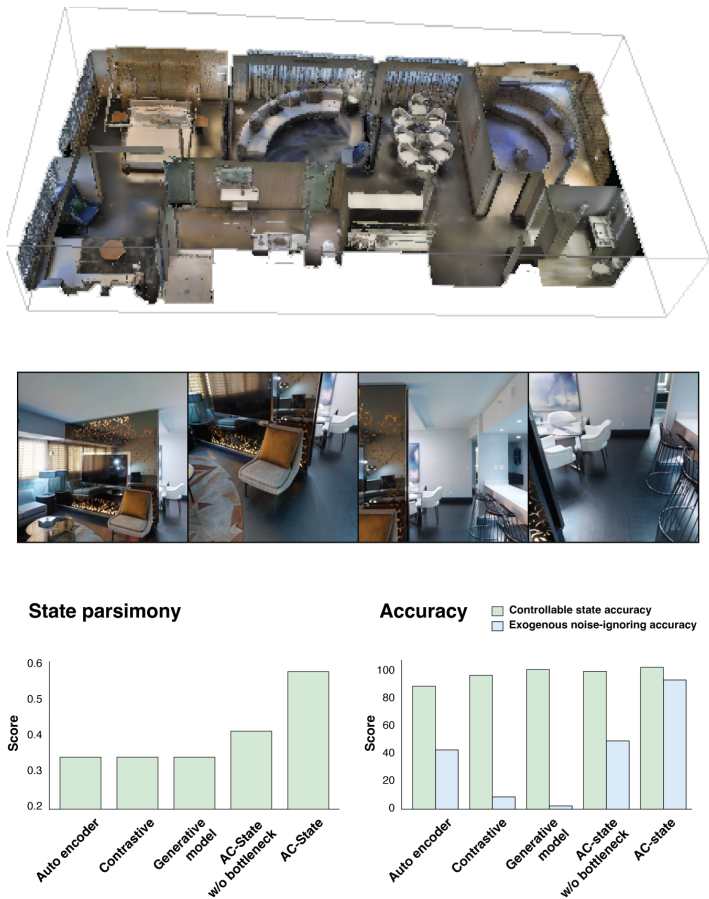 State parsimony
Accuracy
Controllable state accuracy
Exogenous noise-ignoring accuracy
Score
0.6
0.5
0.4
0.3
0.2
Auto encoder
Contrastive
Generative
model
AC-State
w/o bottleneck
AC-State
Score
100
80
60
40
20
0
Auto encoder
Contrastive
Generative
model
AC-state
w/o bottleneck
AC-state